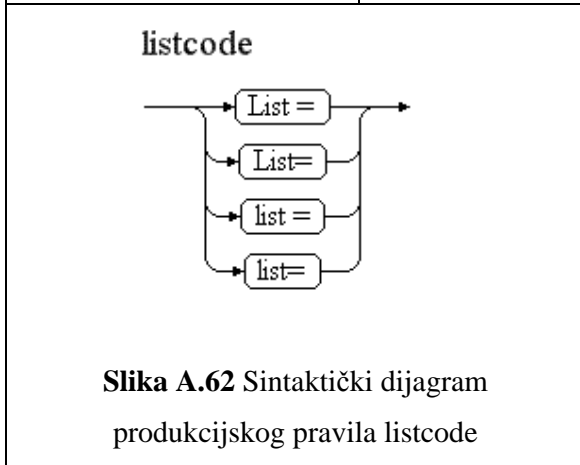 listcode
List =
List=
list =
list=
Slika A.62 Sintaktički dijagram
produkcijskog pravila listcode